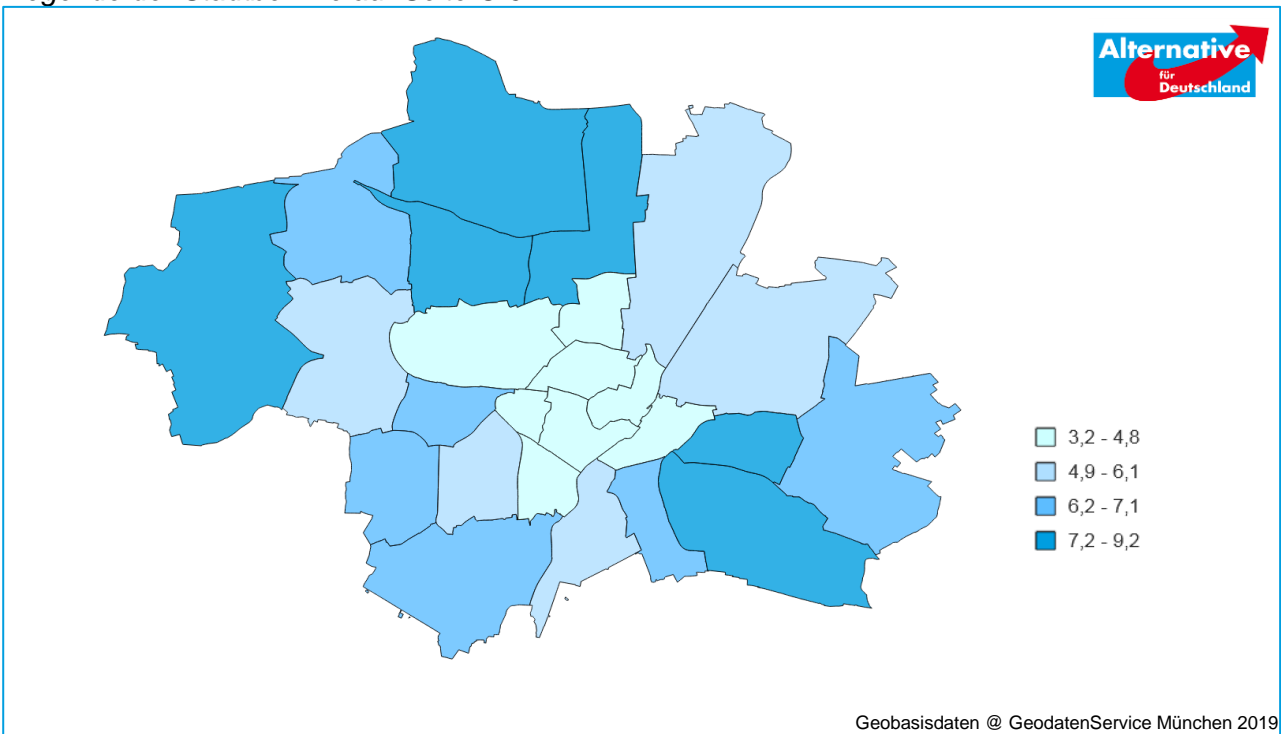 Alternative
für
Deutschland
3,2 - 4,8
4,9 - 6,1
6,2 - 7,1
7,2 - 9,2
Geobasisdaten @ GeodatenService München 2019